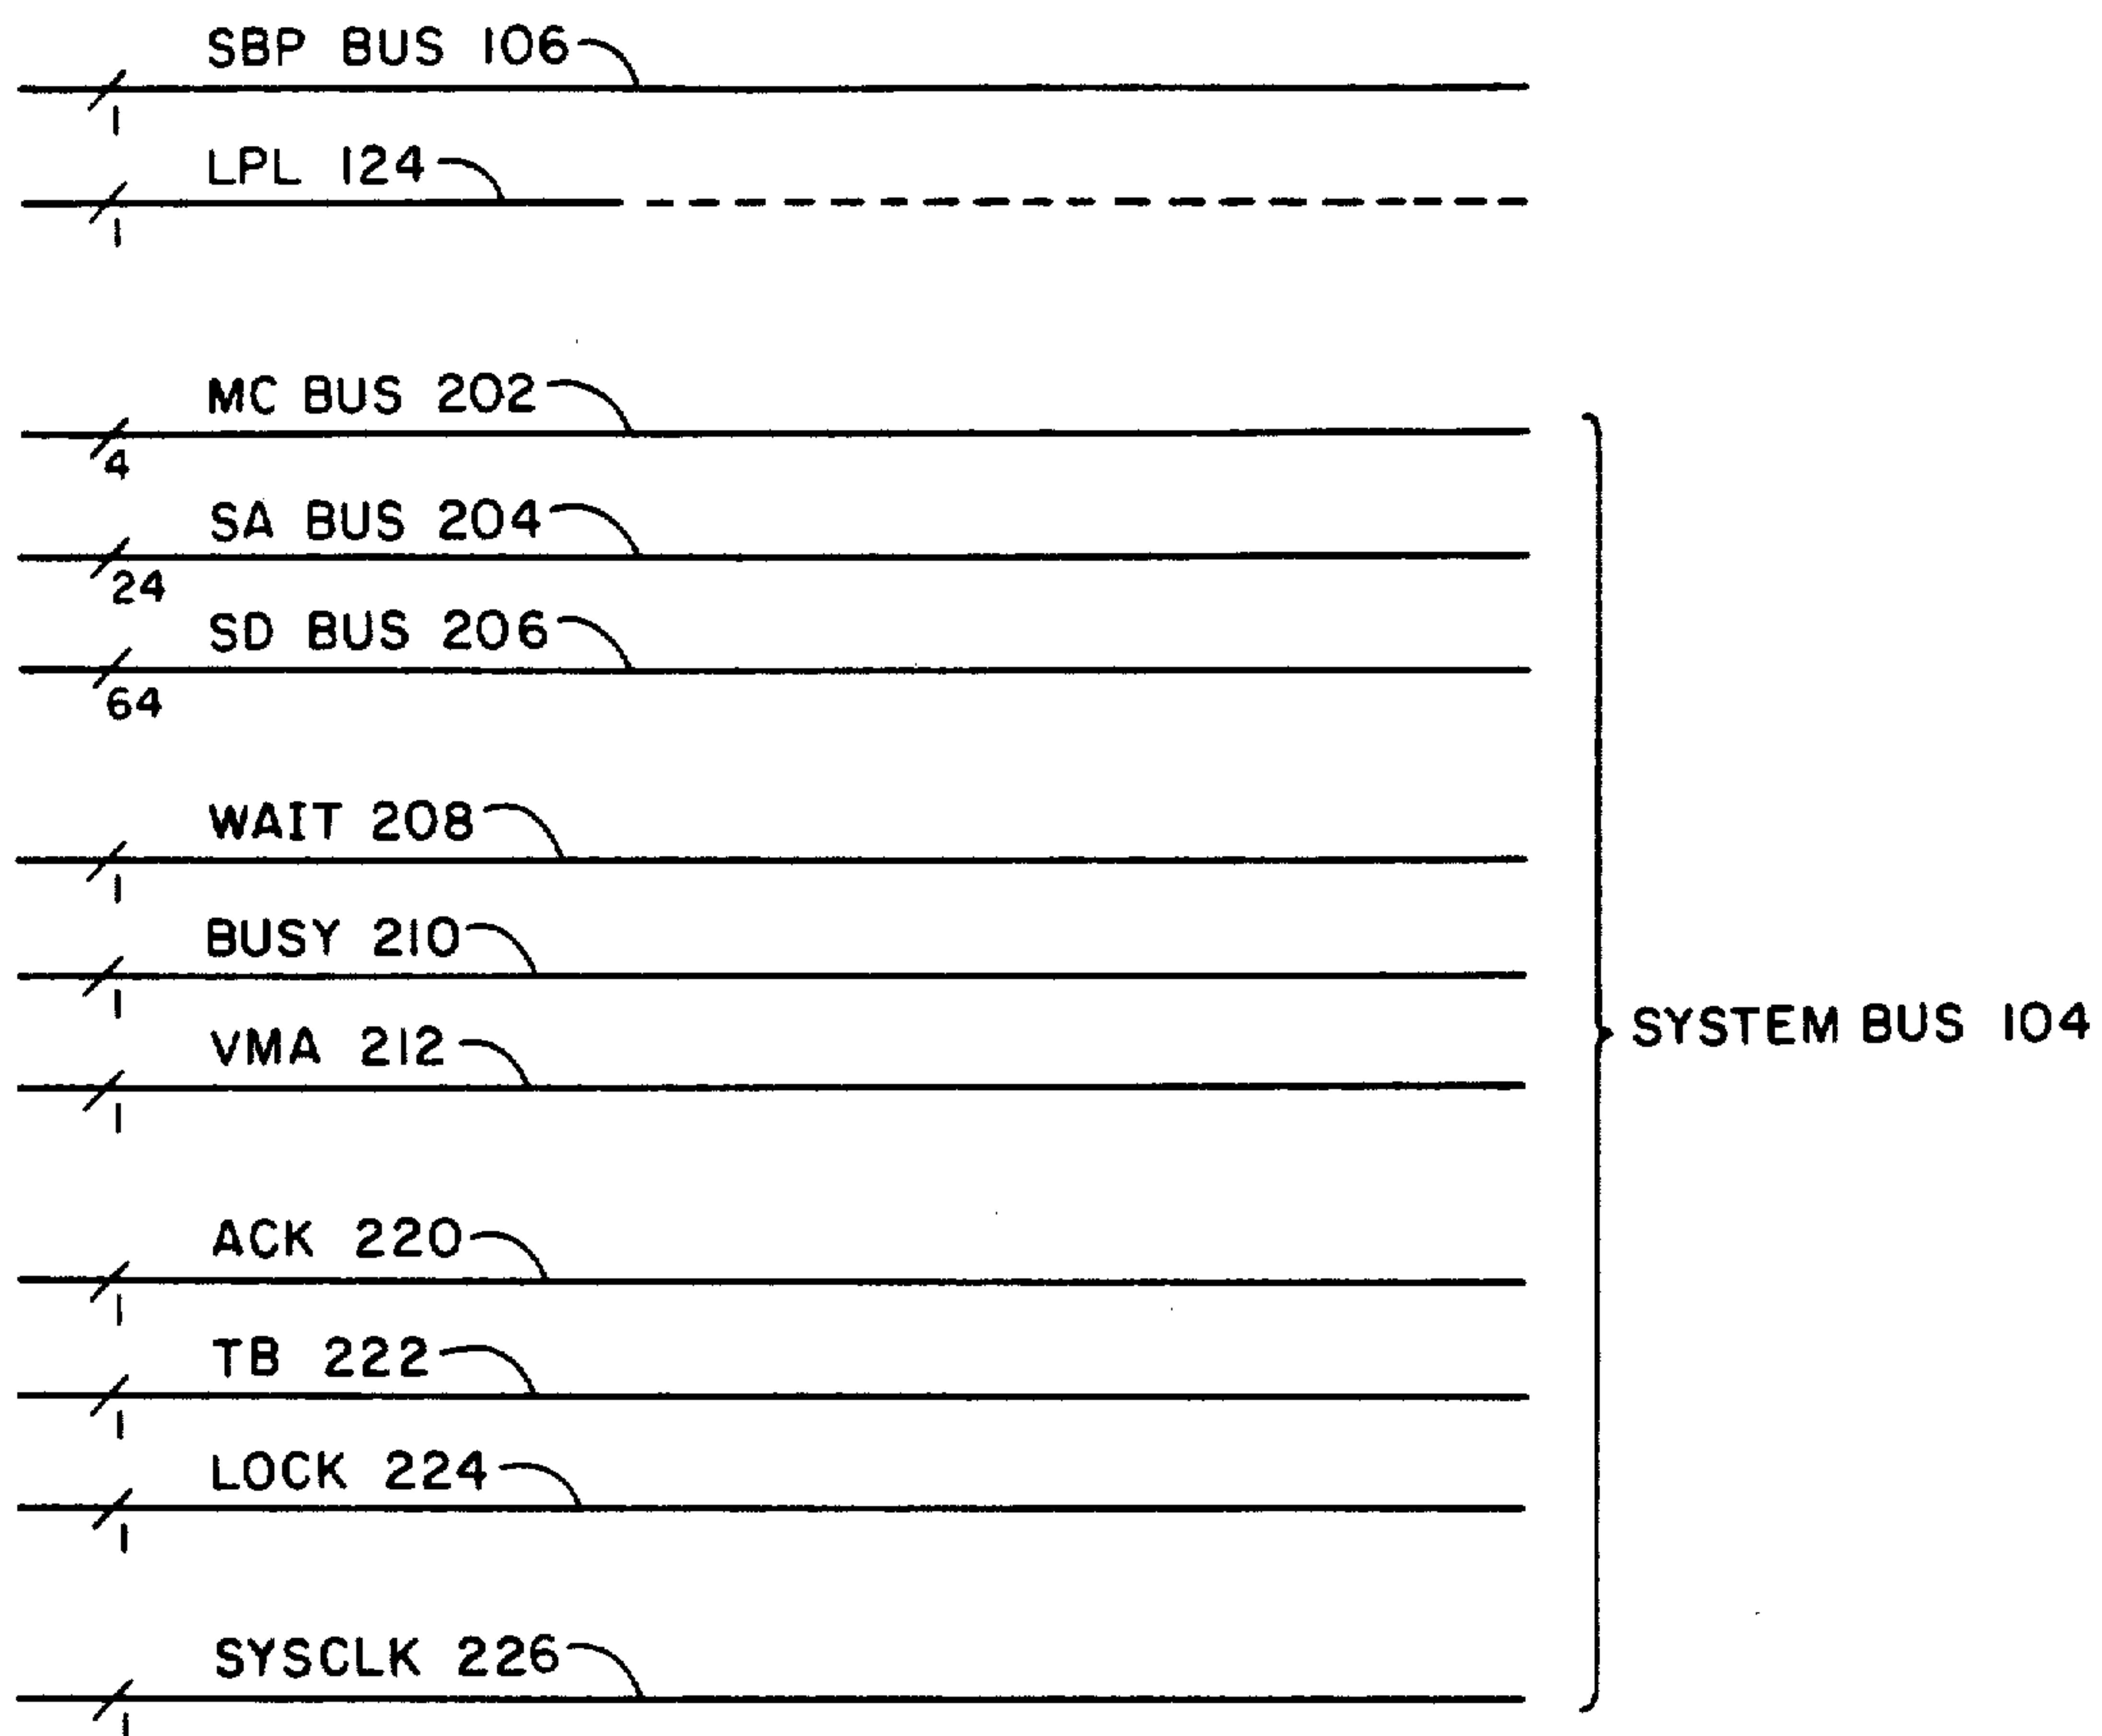 SBP BUS 106
1
LPL 124
1
MC BUS 202
4
SA BUS 204
24
SD BUS 206
64
WAIT 208
1
BUSY 210
1
SYSTEM BUS 104
VMA 212
1
ACK 220
1
TB 222
1
LOCK 224
1
SYSCLK 226
1